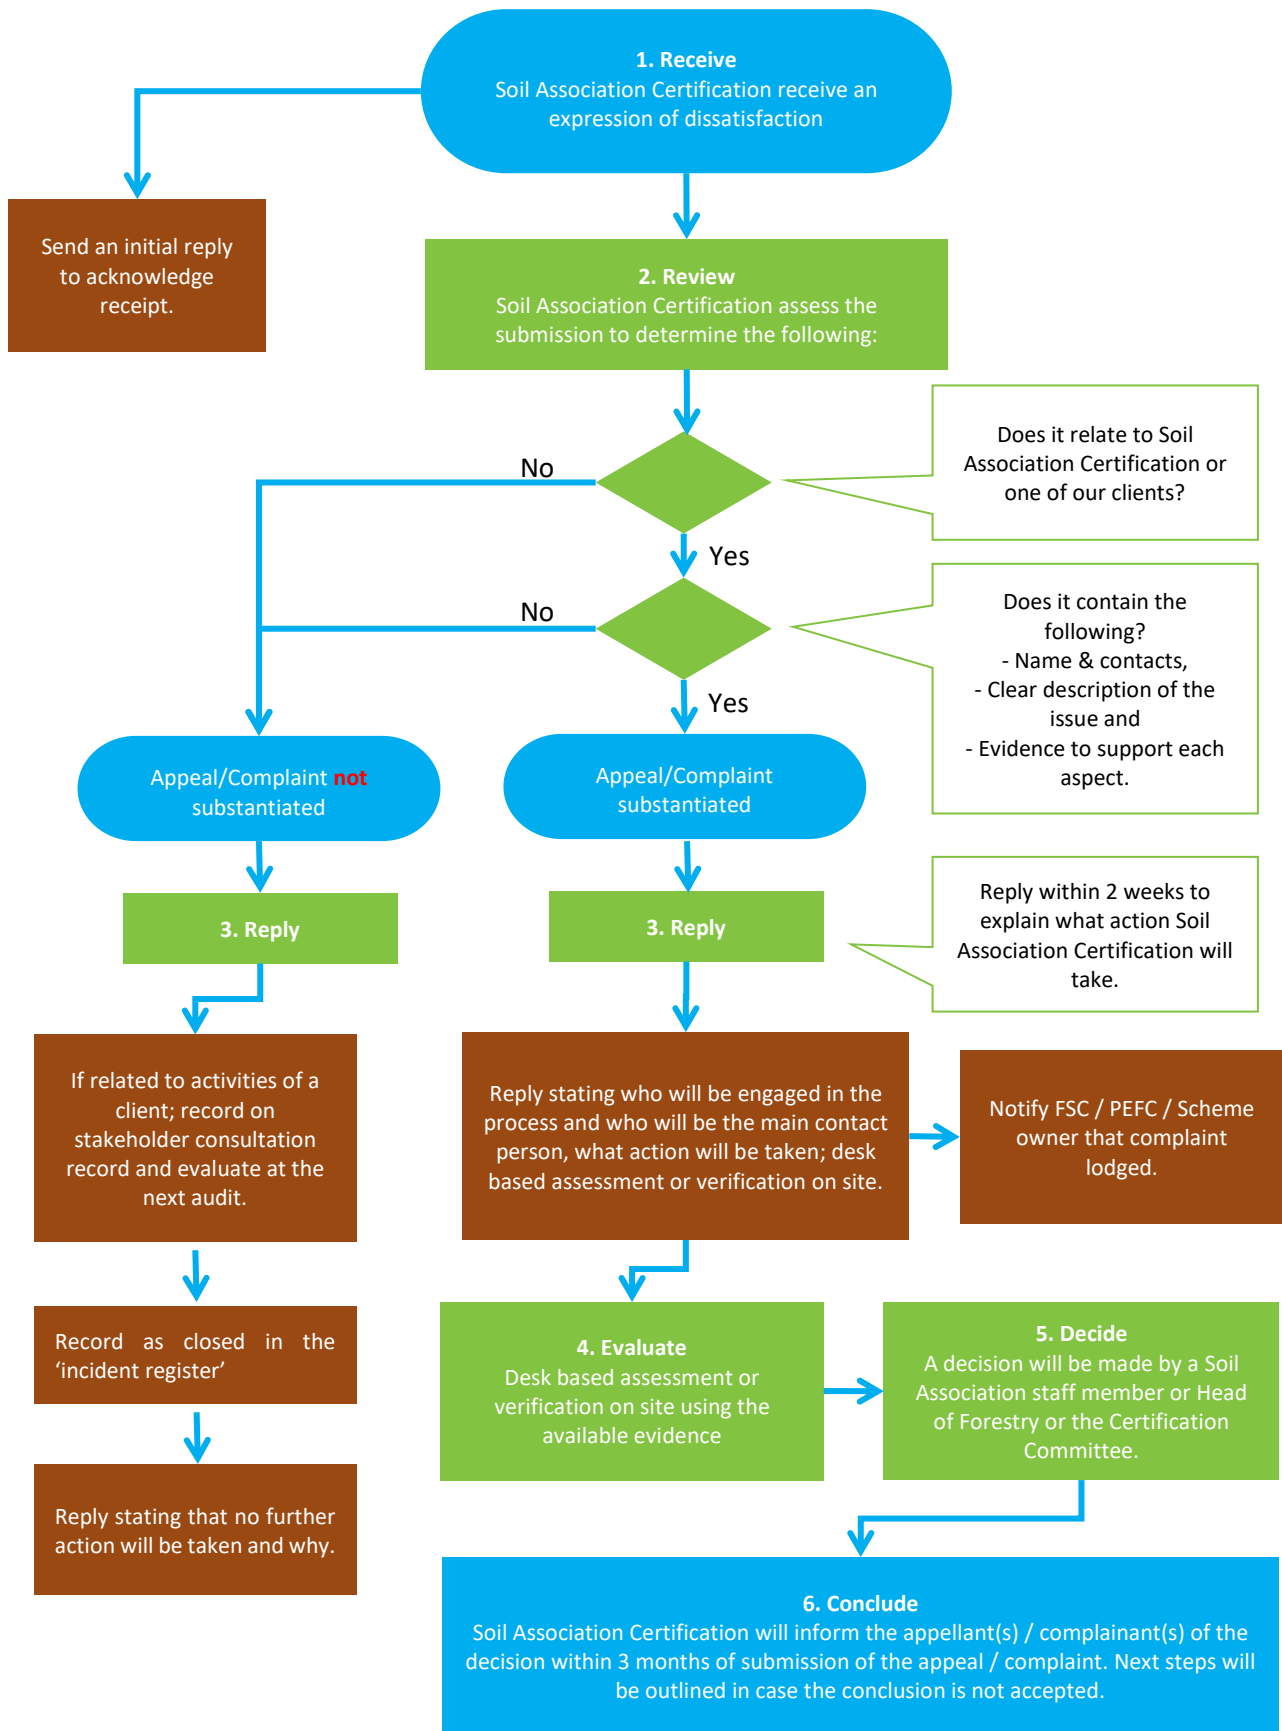 1. Receive
Soil Association Certification receive an
expression of dissatisfaction
Send an initial reply
to acknowledge
receipt.
2. Review
Soil Association Certification assess the
submission to determine the following:
Does it relate to Soil
Association Certification or
one of our clients?
No
Yes
Does it contain the
following?
- Name & contacts,
- Clear description of the
issue and
- Evidence to support each
aspect.
No
Yes
Appeal/Complaint not
substantiated
Appeal/Complaint
substantiated
3. Reply
3. Reply
Reply within 2 weeks to
explain what action Soil
Association Certification will
take.
If related to activities of a
client; record on
stakeholder consultation
record and evaluate at the
next audit.
Reply stating who will be engaged in the
process and who will be the main contact
person, what action will be taken; desk
based assessment or verification on site.
Notify FSC / PEFC / Scheme
owner that complaint
lodged.
Record as closed in the
‘incident register’
Reply stating that no further
action will be taken and why.
4. Evaluate
Desk based assessment or
verification on site using the
available evidence
5. Decide
A decision will be made by a Soil
Association staff member or Head
of Forestry or the Certification
Committee.
6. Conclude
Soil Association Certification will inform the appellant(s) / complainant(s) of the
decision within 3 months of submission of the appeal / complaint. Next steps will
be outlined in case the conclusion is not accepted.